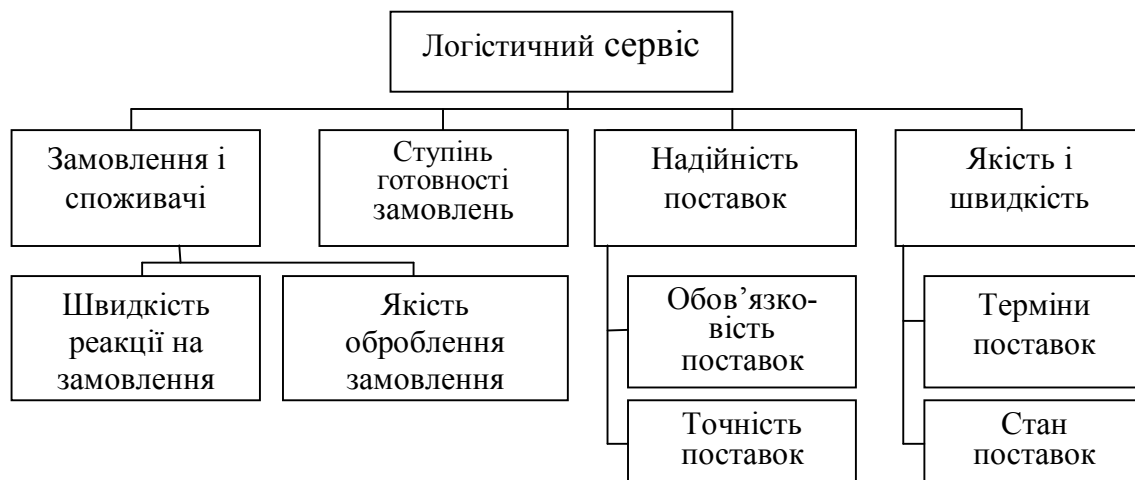 Логістичний сервіс
Замовлення і
споживачі
Ступінь
готовності
замовлень
Надійність
поставок
Якість і
швидкість
Швидкість
реакції на
замовлення
Якість
оброблення
замовлення
Обов’язко-
вість
поставок
Точність
поставок
Терміни
поставок
Стан
поставок